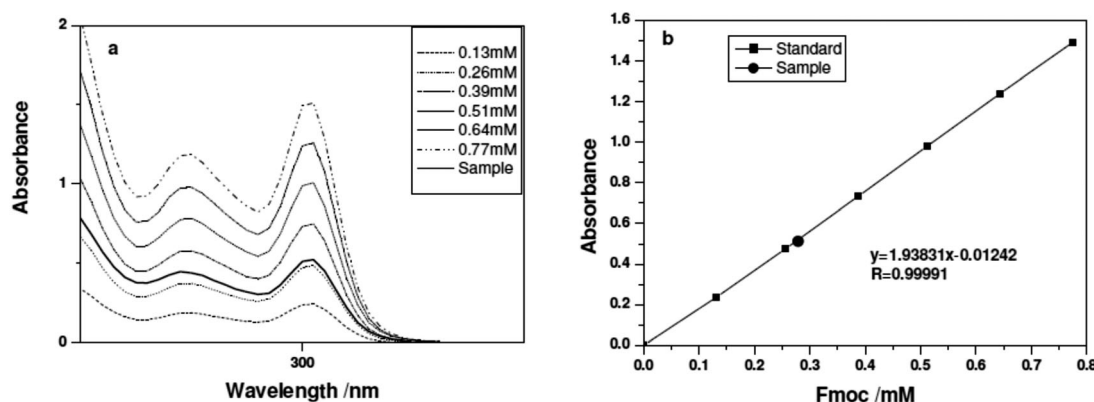 a
2
1
0
Absorbance
300
Wavelength /nm
0.13mM
0.26mM
0.39mM
0.51mM
0.64mM
0.77mM
Sample
b
1.6
1.4
1.2
1.0
0.8
0.6
0.4
0.2
0.0
Absorbance
Standard
Sample
y=1.93831x-0.01242
R=0.99991
0.0 0.1 0.2 0.3 0.4 0.5 0.6 0.7 0.8
Fmoc /mM